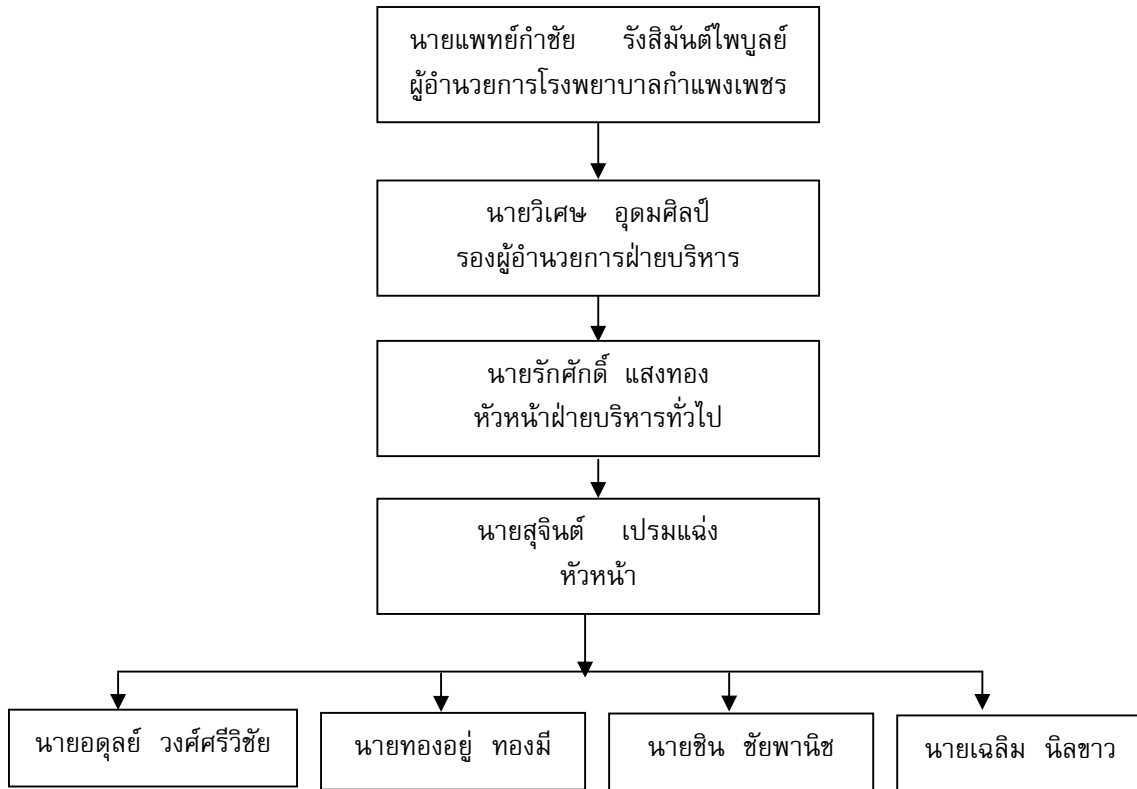 นายแพทย์กำชัย รังสิมันต์ไพบูลย์
ผู้อำนวยการโรงพยาบาลกำแพงเพชร
นายวิเศษ อุดมศิลป์
รองผู้อำนวยการฝ่ายบริหาร
นายรักศักดิ์ แสงทอง
หัวหน้าฝ่ายบริหารทั่วไป
นายสุจินต์ เปรมแฉ่ง
หัวหน้า
นายอดุลย์ วงศ์ศรีวิชัย
นายทองอยู่ ทองมี
นายชิน ชัยพานิช
นายเฉลิม นิลขาว